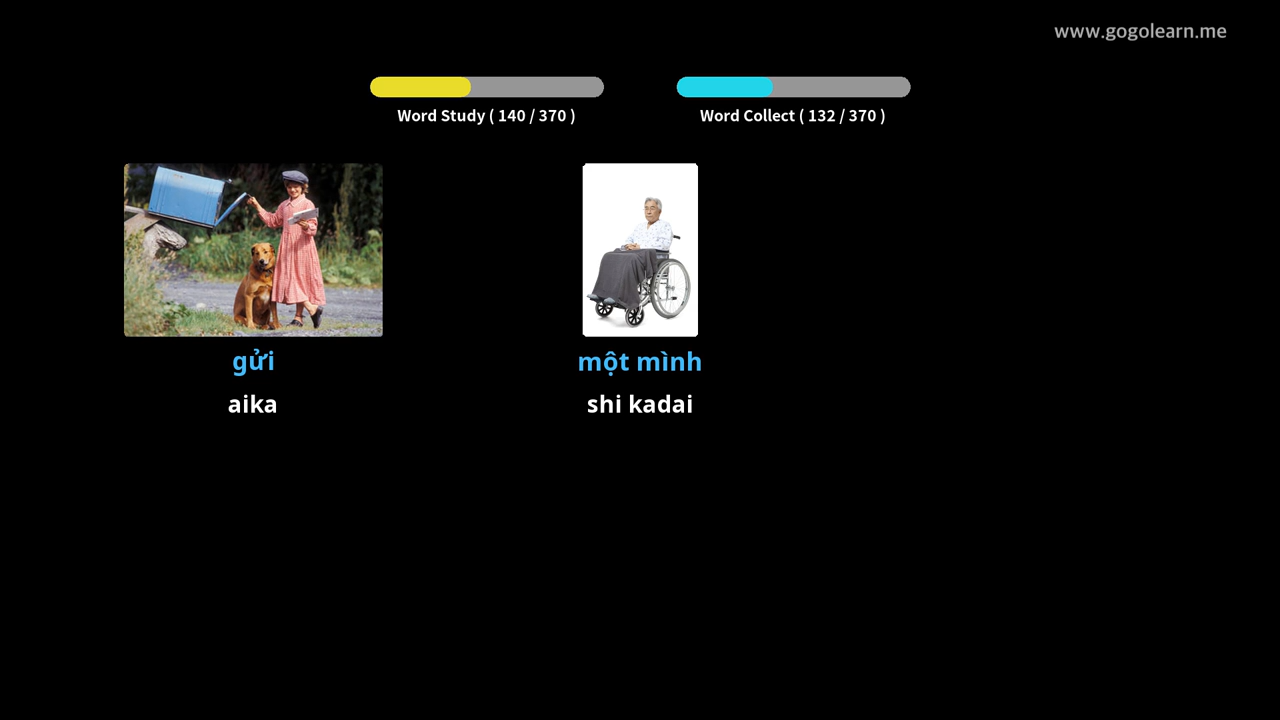 www.gogolearn.me
Word Study ( 140 / 370 )
Word Collect ( 132 / 370 )
gửi
một mình
aika
shi kadai